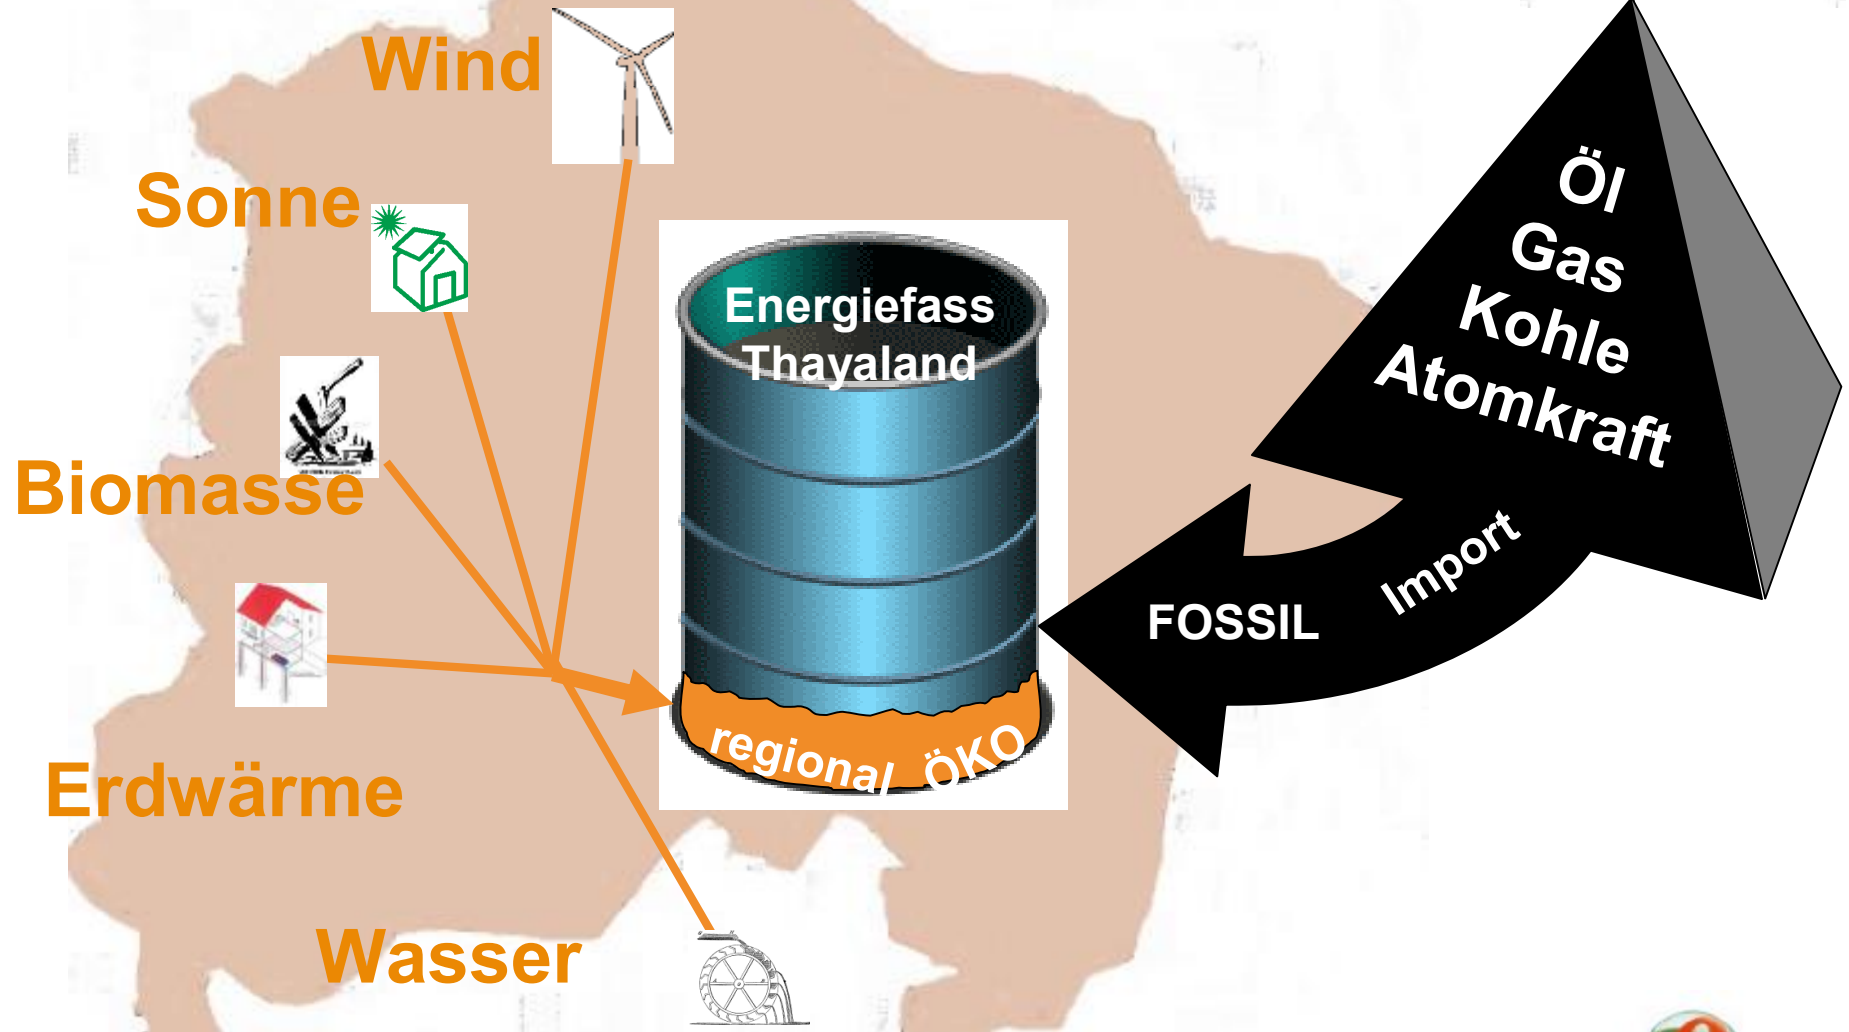 Wind
Sonne
Biomasse
Erdwärme
Wasser
Energiefass
Thayaland
regional ÖKO
Öl
Gas
Kohle
Atomkraft
Import
FOSSIL